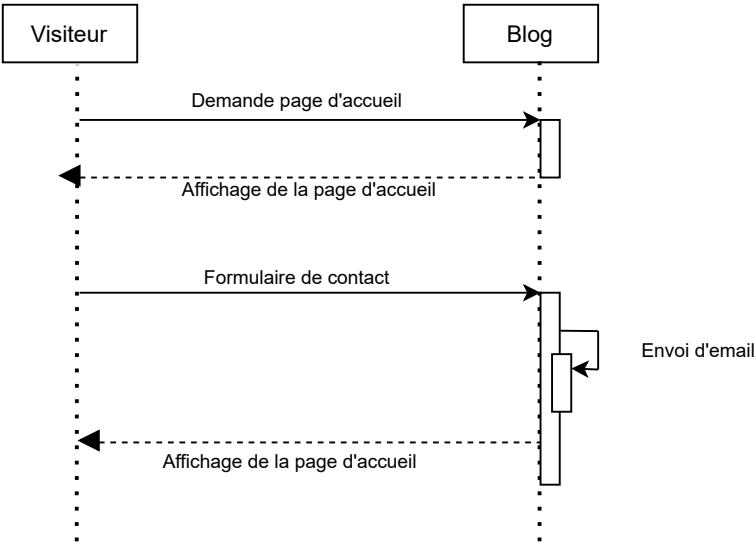 Visiteur
Blog
Demande page d'accueil
Affichage de la page d'accueil
Formulaire de contact
Envoi d'email
Affichage de la page d'accueil